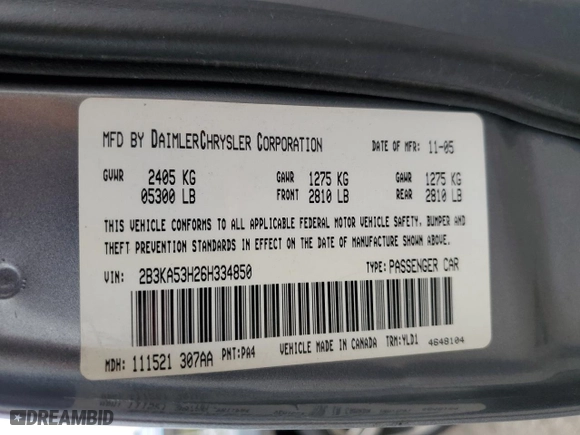 MFD BY DAIMLERCHRYSLER CORPORATION DATE OF MFR: 11-05
GVWR 2405 KG GAWR 1275 KG GAWR 1275 KG
05300 LB FRONT 2810 LB REAR 2810 LB
THIS VEHICLE CONFORMS TO ALL APPLICABLE FEDERAL MOTOR VEHICLE SAFETY, BUMPER AND
THEFT PREVENTION STANDARDS IN EFFECT ON THE DATE OF MANUFACTURE SHOWN ABOVE.
VIN: 2B3KA53H26H334850 TYPE: PASSENGER CAR
MDH: 111521 307AA PNT:PA4 VEHICLE MADE IN CANADA TRM:YLD1 4648104
DREAMBID